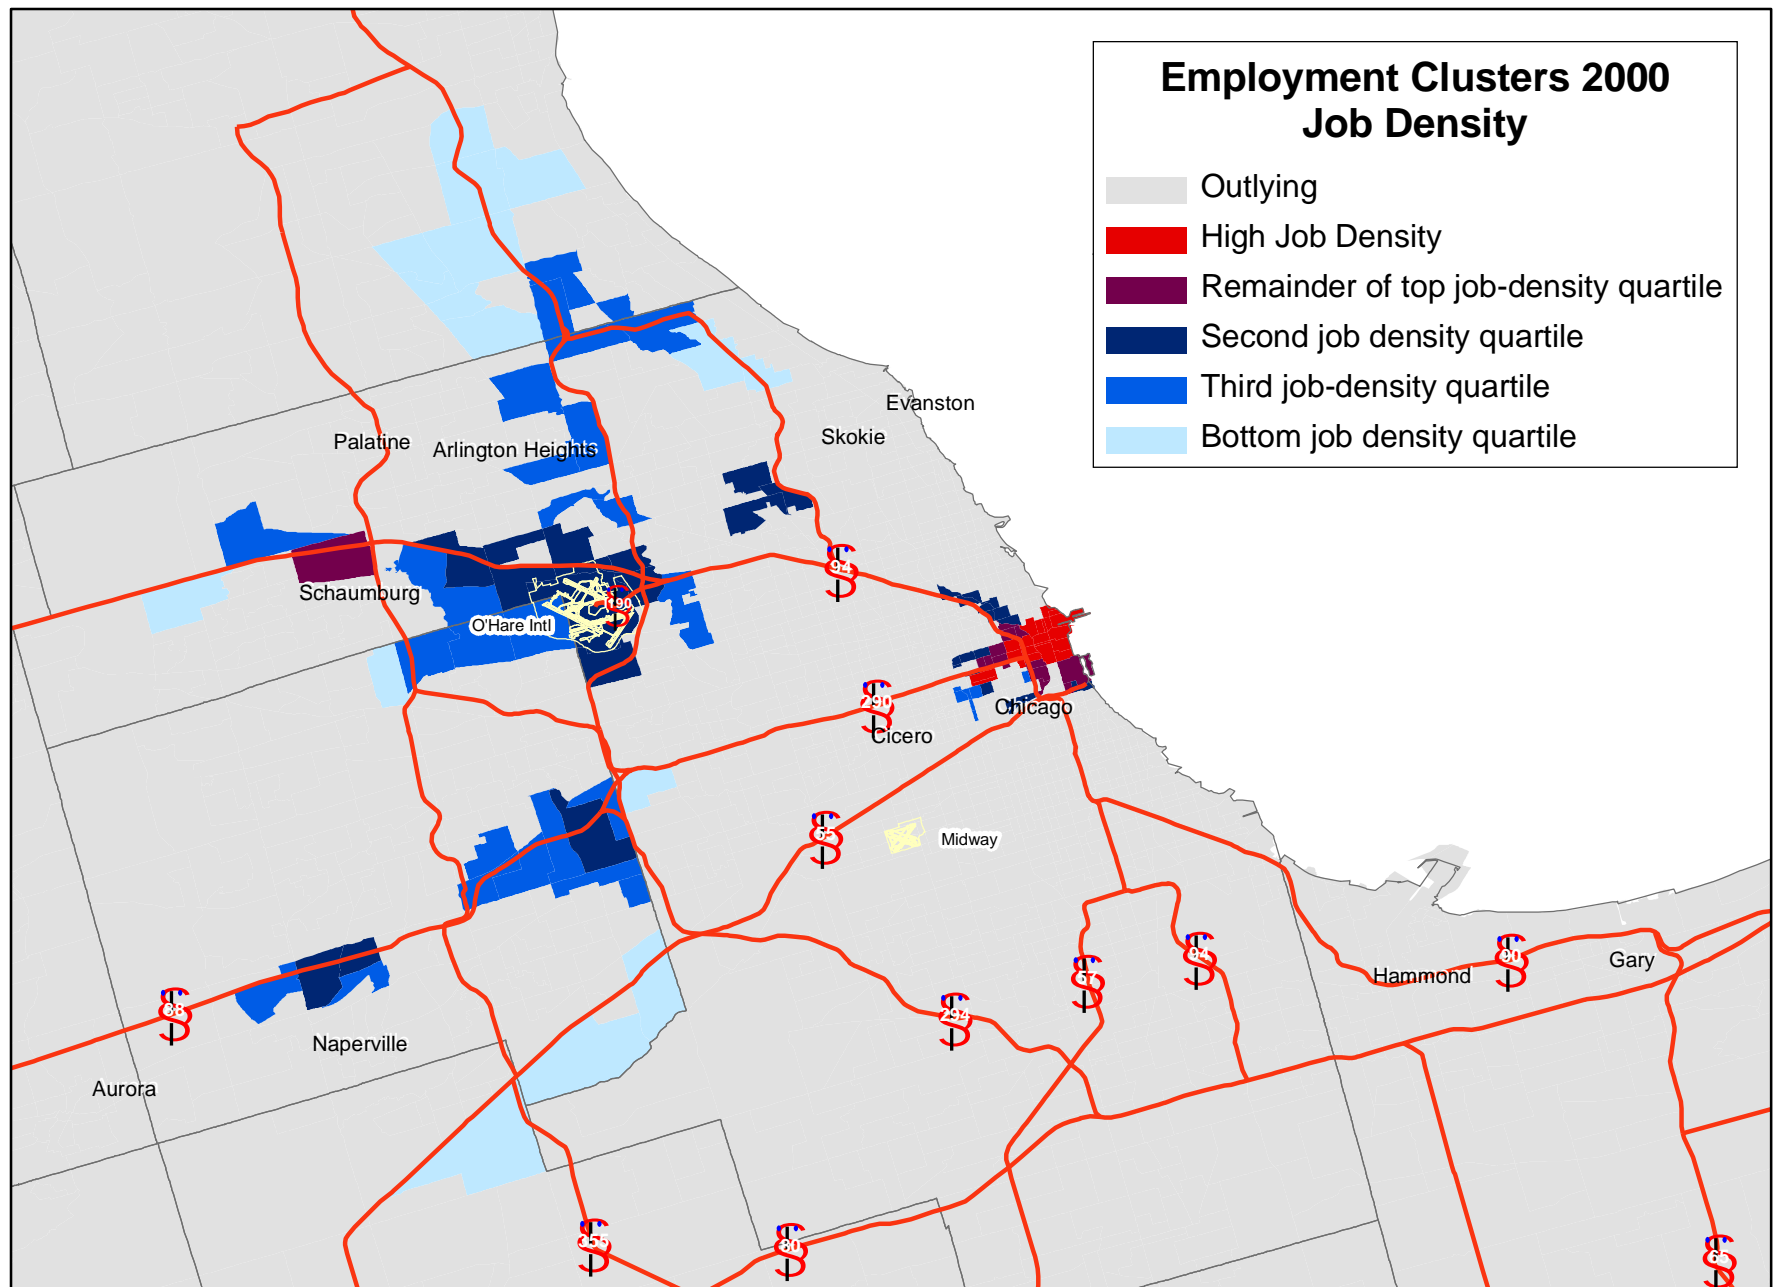 Employment Clusters 2000
Job Density
Outlying
High Job Density
Remainder of top job-density quartile
Second job density quartile
Third job-density quartile
Bottom job density quartile
Evanston
Skokie
Palatine
Arlington Heights
94
Schaumburg
190
O'Hare Intl
290
Chicago
Cicero
55
Midway
94
90
Gary
57
Hammond
88
294
Naperville
Aurora
355
80
65